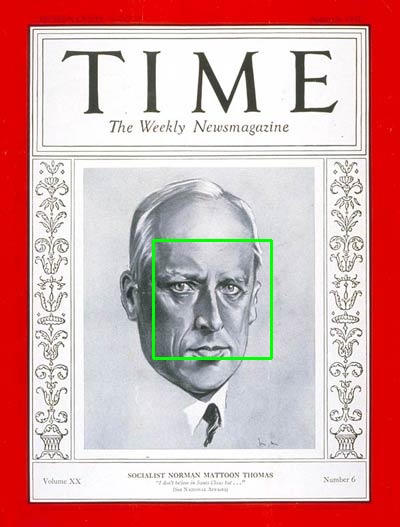 TIME
The Weekly Newsmagazine
SOCIALIST NORMAN MATTOON THOMAS
"I don't believe in Santa Claus but . . ."
(See NATIONAL AFFAIRS)
Volume XX
Number 6